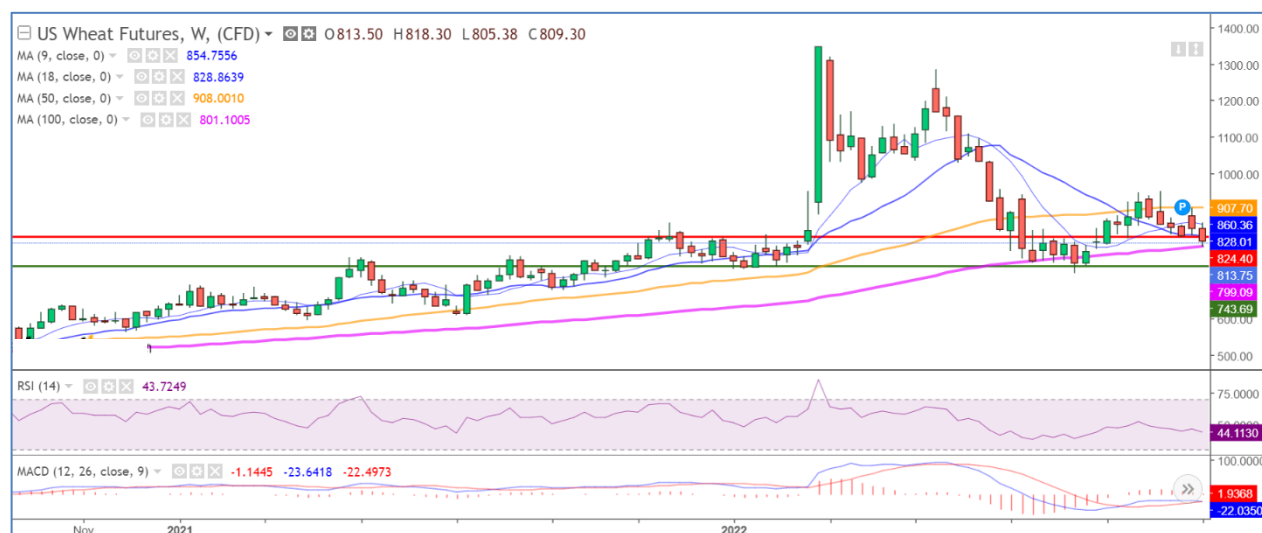 US Wheat Futures, W, (CFD) O813.50 H818.30 L805.38 C809.30
MA (9, close, 0) 854.7556
MA (18, close, 0) 828.8639
MA (50, close, 0) 908.0010
MA (100, close, 0) 801.1005
1400.00
1300.00
1200.00
1100.00
1000.00
P
907.70
860.36
828.01
824.40
813.75
799.09
743.69
600.00
500.00
RSI (14) 43.7249
75.0000
44.1130
MACD (12, 26, close, 9) -1.1445 -23.6418 -22.4973
100.0000
1.9368
-22.0350
Nov 2021 2022